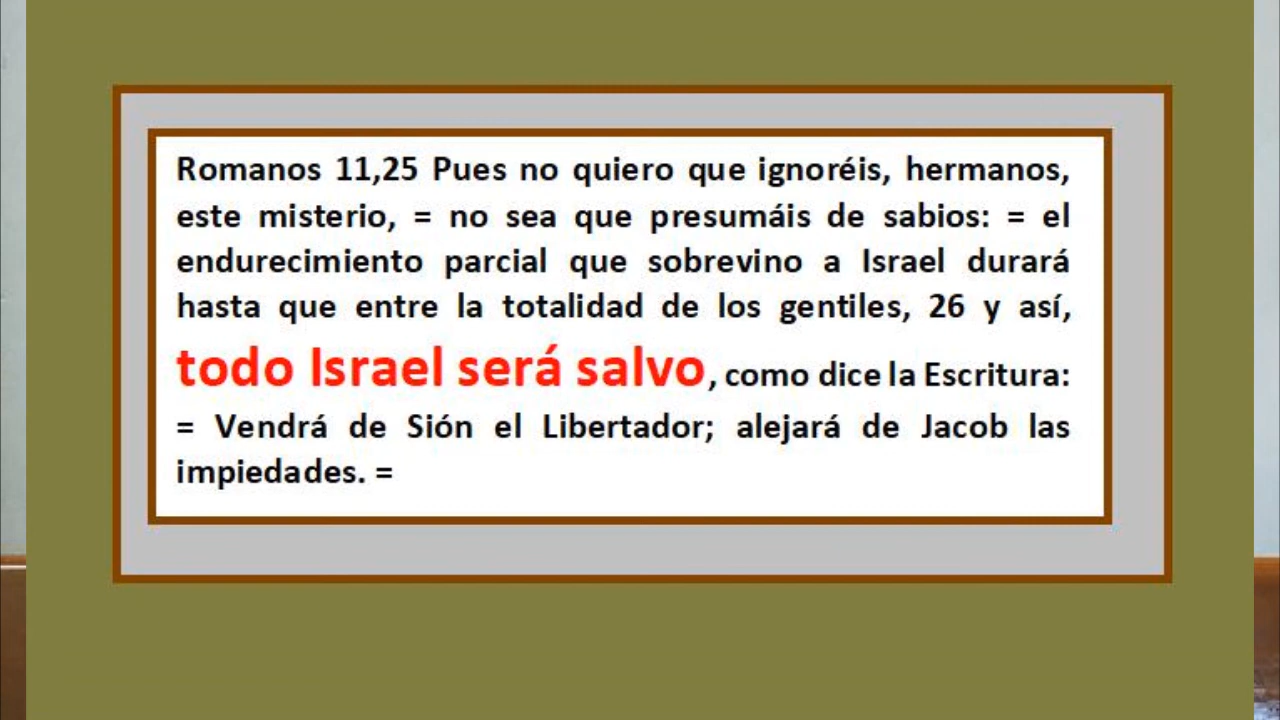 Romanos 11,25 Pues no quiero que ignoréis, hermanos,
este misterio, = no sea que presumáis de sabios: = el
endurecimiento parcial que sobrevino a Israel durará
hasta que entre la totalidad de los gentiles, 26 y así,
todo Israel será salvo, como dice la Escritura:
= Vendrá de Sión el Libertador; alejará de Jacob las
impiedades. =